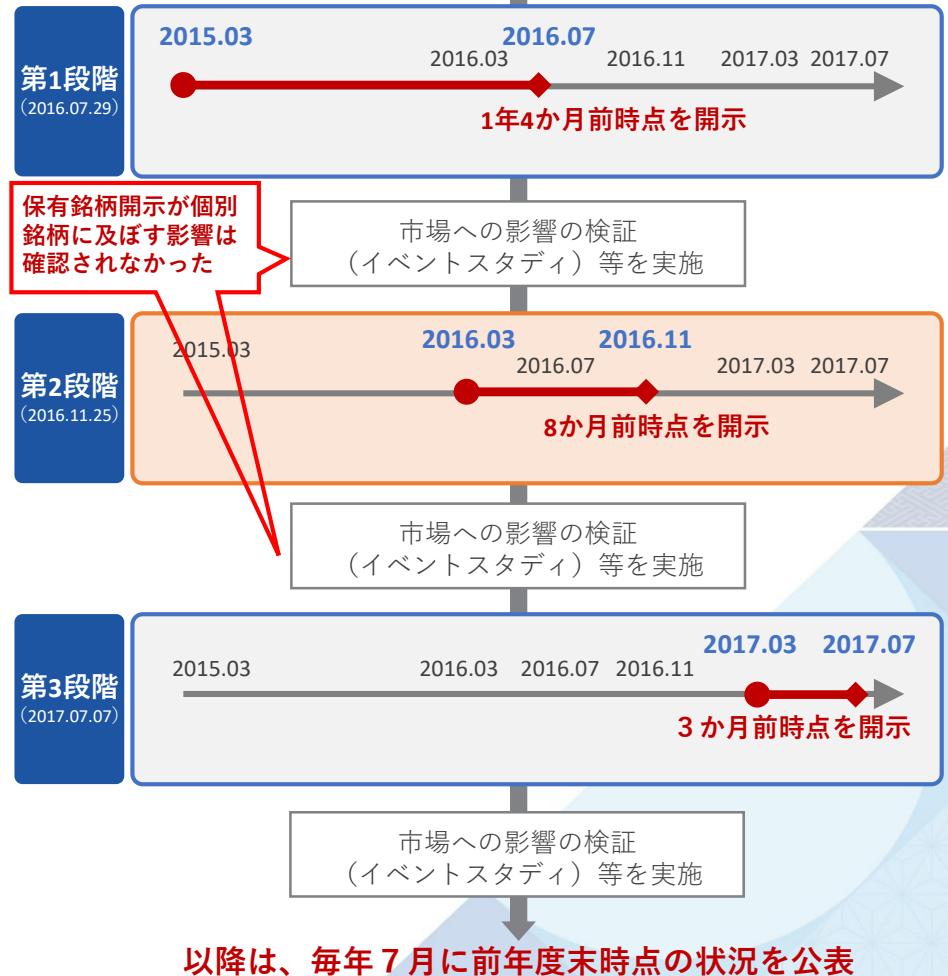 第1段階
（2016.07.29）
2015.03
2016.07
2016.03
2016.11
2017.03
2017.07
1年4か月前時点を開示
保有銘柄開示が個別
銘柄に及ぼす影響は
確認されなかった
市場への影響の検証
（イベントスタディ）等を実施
第2段階
（2016.11.25）
2015.03
2016.03
2016.11
2016.07
2017.03
2017.07
8か月前時点を開示
市場への影響の検証
（イベントスタディ）等を実施
第3段階
（2017.07.07）
2017.03
2017.07
2015.03
2016.03
2016.07
2016.11
３か月前時点を開示
市場への影響の検証
（イベントスタディ）等を実施
以降は、毎年７月に前年度末時点の状況を公表